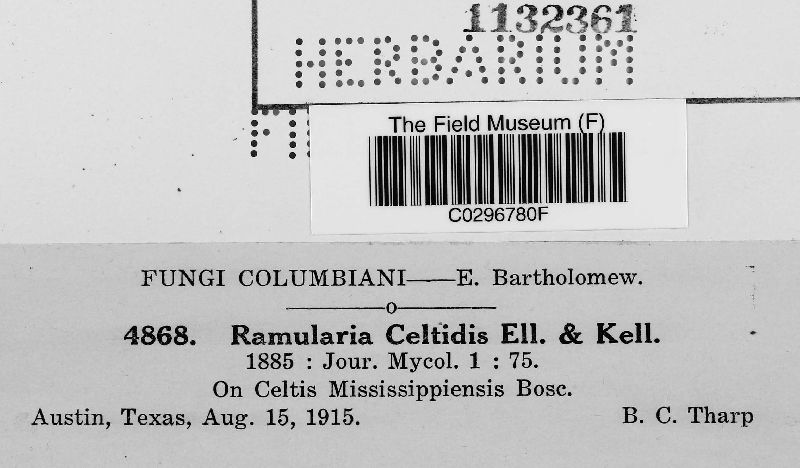 1132361
HERBARIUM
The Field Museum (F)
C0296780F
FUNGI COLUMBIANI——E. Bartholomew.
4868. Ramularia Celtidis Ell. & Kell.
1885 : Jour. Mycol. 1 : 75.
On Celtis Mississippiensis Bosc.
Austin, Texas, Aug. 15, 1915. B. C. Tharp